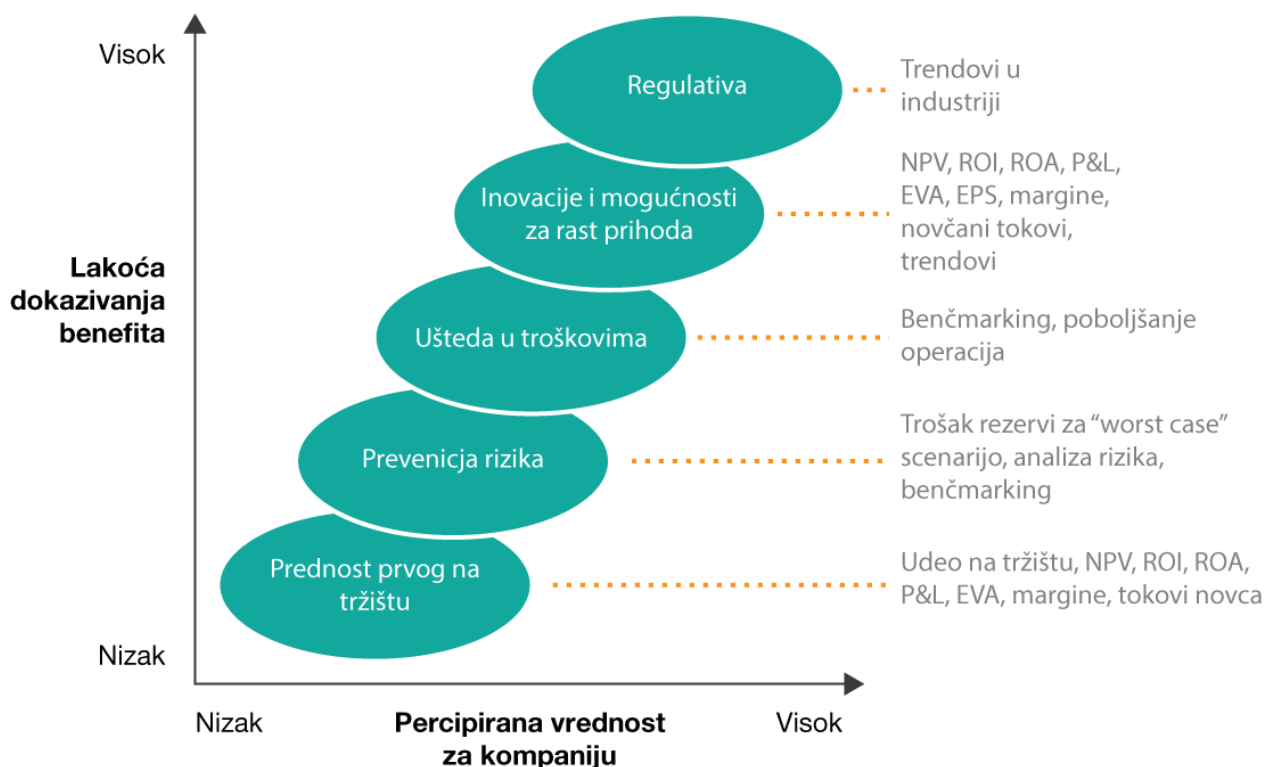 Visok
Regulativa
Trendovi u
industriji
Inovacije i mogućnosti
za rast prihoda
NPV, ROI, ROA, P&L,
EVA, EPS, margine,
novčani tokovi,
trendovi
Lakoća
dokazivanja
benefita
Ušteda u troškovima
Benčmarking, poboljšanje
operacija
Prevenicja rizika
Trošak rezervi za “worst case”
scenarijo, analiza rizika,
benčmarking
Prednost prvog na
tržištu
Udeo na tržištu, NPV, ROI, ROA,
P&L, EVA, margine, tokovi novca
Nizak
Nizak
Percipirana vrednost
za kompaniju
Visok